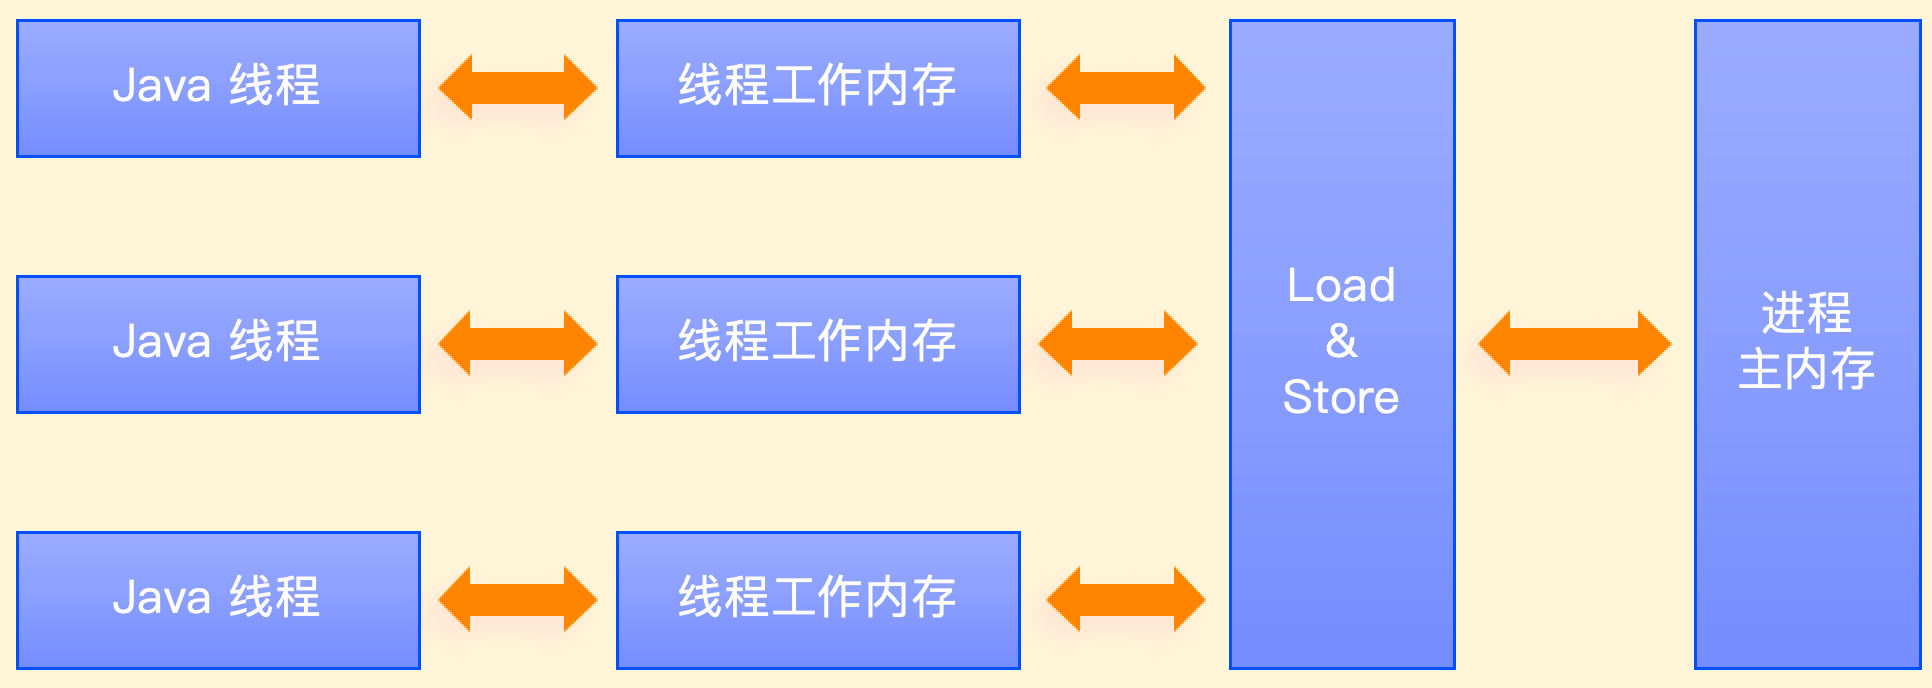 Java 线程
线程工作内存
Java 线程
线程工作内存
Java 线程
线程工作内存
Load
&
Store
进程
主内存